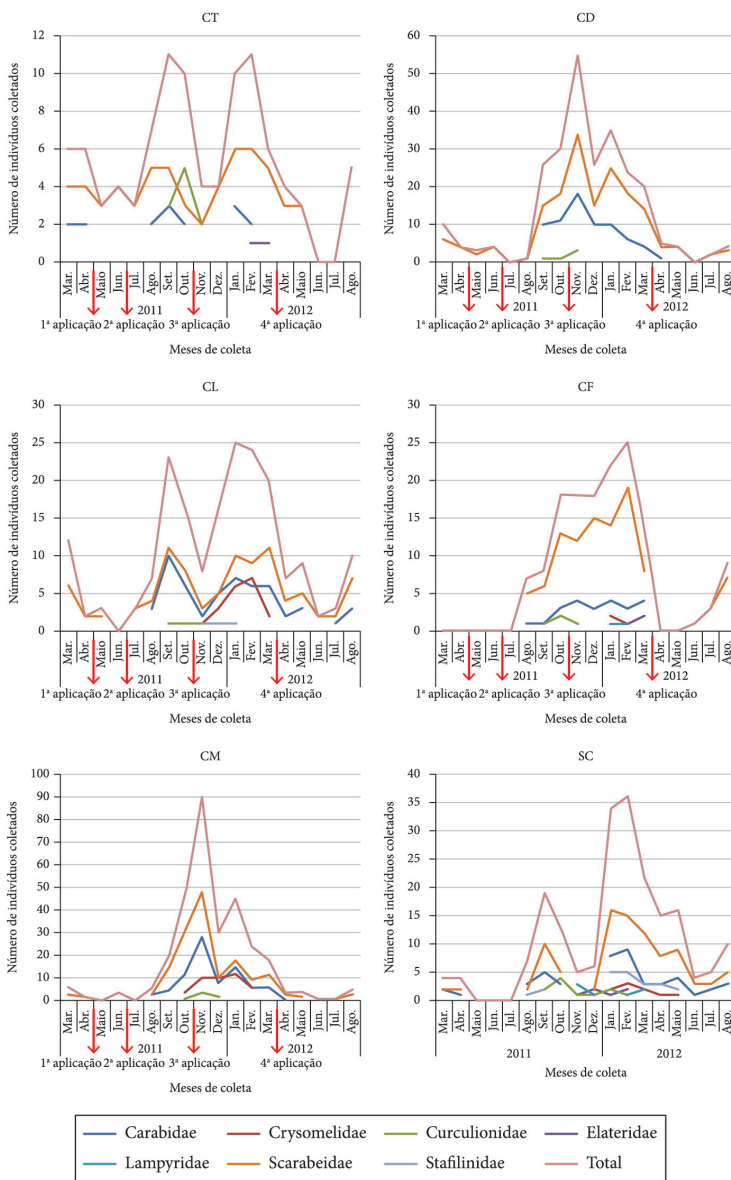 CT
Número de indivíduos coletados
12
10
8
6
4
2
0
Mar. Abr. Maio Jun. Jul. Ago. Set. Out. Nov. Dez. Jan. Fev. Mar. Abr. Maio Jun. Jul. Ago.
2011 2012
1ª aplicação 2ª aplicação 3ª aplicação 4ª aplicação
Meses de coleta
CD
Número de indivíduos coletados
60
50
40
30
20
10
0
Mar. Abr. Maio Jun. Jul. Ago. Set. Out. Nov. Dez. Jan. Fev. Mar. Abr. Maio Jun. Jul. Ago.
2011 2012
1ª aplicação 2ª aplicação 3ª aplicação 4ª aplicação
Meses de coleta
CL
Número de indivíduos coletados
30
25
20
15
10
5
0
Mar. Abr. Maio Jun. Jul. Ago. Set. Out. Nov. Dez. Jan. Fev. Mar. Abr. Maio Jun. Jul. Ago.
2011 2012
1ª aplicação 2ª aplicação 3ª aplicação 4ª aplicação
Meses de coleta
CF
Número de indivíduos coletados
30
25
20
15
10
5
0
Mar. Abr. Maio Jun. Jul. Ago. Set. Out. Nov. Dez. Jan. Fev. Mar. Abr. Maio Jun. Jul. Ago.
2011 2012
1ª aplicação 2ª aplicação 3ª aplicação 4ª aplicação
Meses de coleta
CM
Número de indivíduos coletados
100
90
80
70
60
50
40
30
20
10
0
Mar. Abr. Maio Jun. Jul. Ago. Set. Out. Nov. Dez. Jan. Fev. Mar. Abr. Maio Jun. Jul. Ago.
2011 2012
1ª aplicação 2ª aplicação 3ª aplicação 4ª aplicação
Meses de coleta
SC
Número de indivíduos coletados
40
35
30
25
20
15
10
5
0
Mar. Abr. Maio Jun. Jul. Ago. Set. Out. Nov. Dez. Jan. Fev. Mar. Abr. Maio Jun. Jul. Ago.
2011 2012
Meses de coleta
Carabidae Crysomelidae Curculionidae Elateridae
Lampyridae Scarabeidae Stafilinidae Total